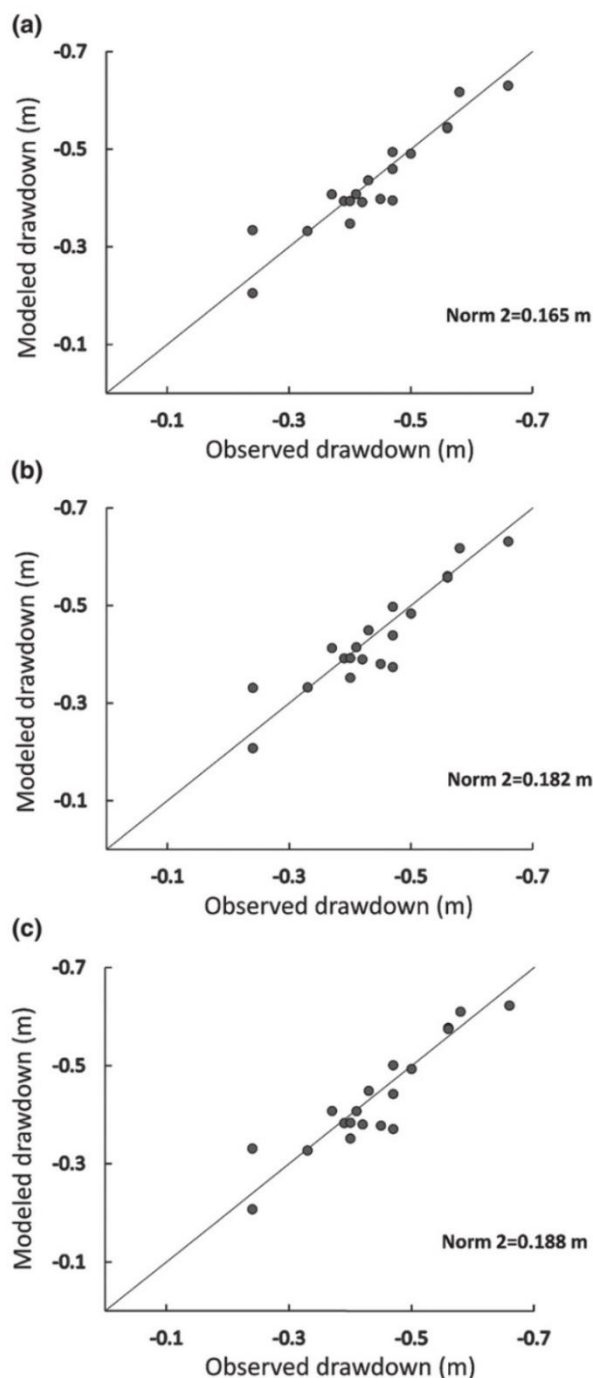 (a)
-0.7
-0.5
-0.3
-0.1
Modeled drawdown (m)
Norm 2=0.165 m
-0.1 -0.3 -0.5 -0.7
Observed drawdown (m)
(b)
-0.7
-0.5
-0.3
-0.1
Modeled drawdown (m)
Norm 2=0.182 m
-0.1 -0.3 -0.5 -0.7
Observed drawdown (m)
(c)
-0.7
-0.5
-0.3
-0.1
Modeled drawdown (m)
Norm 2=0.188 m
-0.1 -0.3 -0.5 -0.7
Observed drawdown (m)